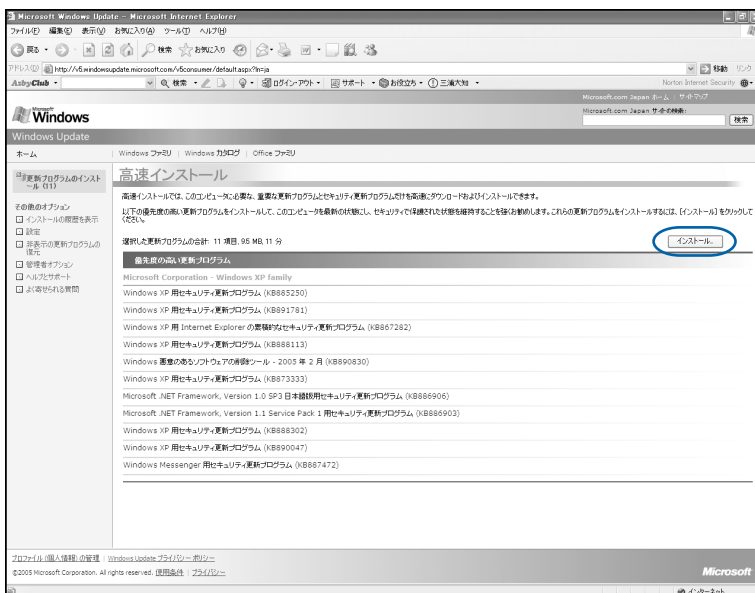 Microsoft Windows Update - Microsoft Internet Explorer
ファイル(F) 編集(E) 表示(V) お気に入り(A) ツール(T) ヘルプ(H)
戻る 検索 お気に入り
アドレス(D) http://v5.windowsupdate.microsoft.com/v5consumer/default.aspx?ln=ja 移動 リンク
AzbyClub 検索 ログイン・アウト サポート お役立ち Norton Internet Security
Microsoft.com Japan ホーム | サイトマップ
Microsoft Windows
Microsoft.com Japan サイトの検索:
検索
Windows Update
ホーム | Windows ファミリ | Windows カタログ | Office ファミリ
更新プログラムのインストール (11)
その他のオプション
インストールの履歴を表示
設定
非表示の更新プログラムの復元
管理者オプション
ヘルプとサポート
よく寄せられる質問
高速インストール
高速インストールでは、このコンピュータに必要な、重要な更新プログラムとセキュリティ更新プログラムだけを高速にダウンロードおよびインストールできます。
以下の優先度の高い更新プログラムをインストールして、このコンピュータを最新の状態にし、セキュリティで保護された状態を維持することを強くお勧めします。これらの更新プログラムをインストールするには、[インストール] をクリックして
ください。
選択した更新プログラムの合計: 11 項目, 9.5 MB, 11 分
インストール...
優先度の高い更新プログラム
Microsoft Corporation - Windows XP family
Windows XP 用セキュリティ更新プログラム (KB885250)
Windows XP 用セキュリティ更新プログラム (KB891781)
Windows XP 用 Internet Explorer の累積的なセキュリティ更新プログラム (KB867282)
Windows XP 用セキュリティ更新プログラム (KB888113)
Windows 悪意のあるソフトウェアの削除ツール - 2005 年 2 月 (KB890830)
Windows XP 用セキュリティ更新プログラム (KB873333)
Microsoft .NET Framework, Version 1.0 SP3 日本語版用セキュリティ更新プログラム (KB886906)
Microsoft .NET Framework, Version 1.1 Service Pack 1 用セキュリティ更新プログラム (KB886903)
Windows XP 用セキュリティ更新プログラム (KB888302)
Windows XP 用セキュリティ更新プログラム (KB890047)
Windows Messenger 用セキュリティ更新プログラム (KB887472)
プロファイル (個人情報) の管理 | Windows Update プライバシー ポリシー
©2005 Microsoft Corporation. All rights reserved. 使用条件 | プライバシー
Microsoft
インターネット